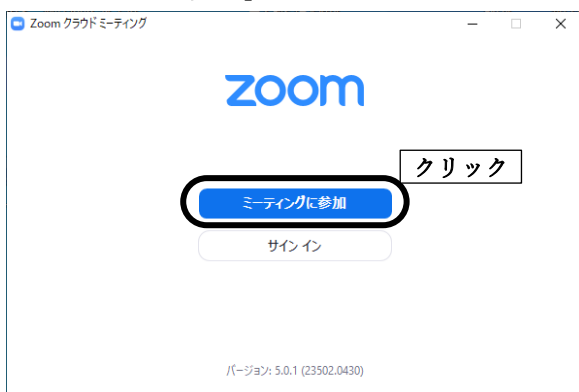 Zoom クラウド ミーティング
zoom
クリック
ミーティングに参加
サイン イン
バージョン: 5.0.1 (23502.0430)